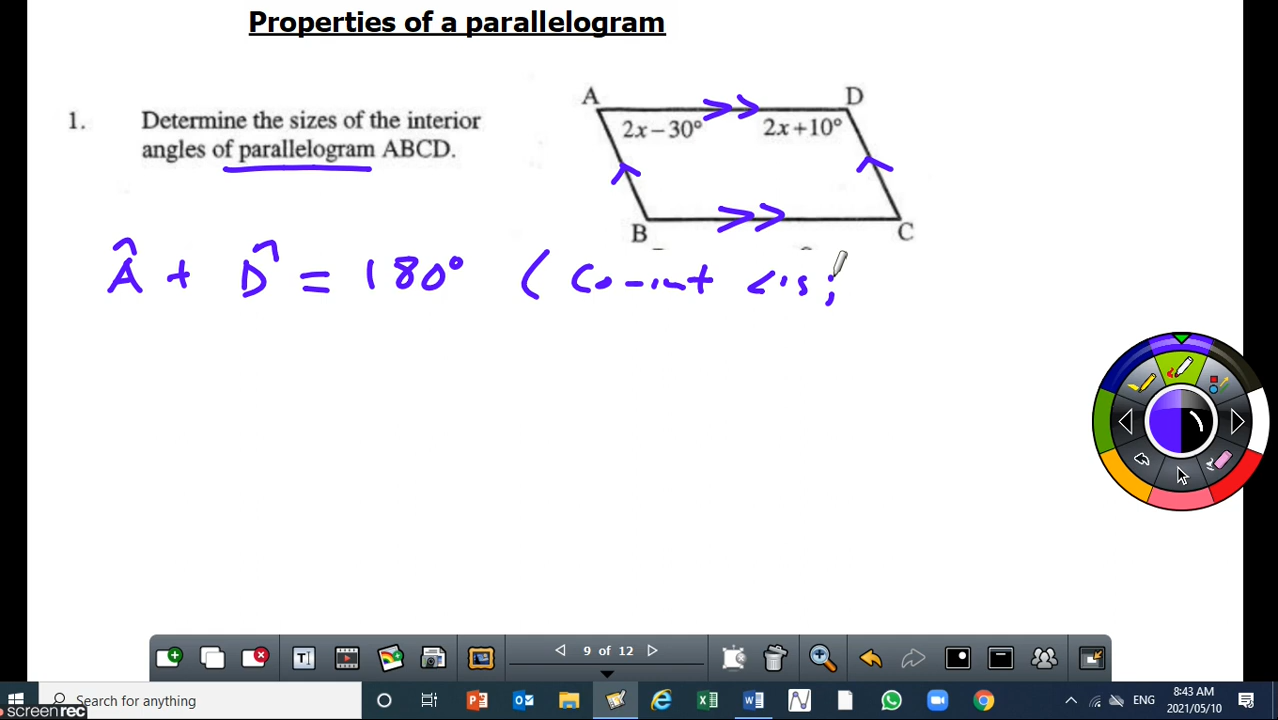 Properties of a parallelogram
1. Determine the sizes of the interior
angles of parallelogram ABCD.
A D
2x−30° 2x+10°
B C
Â + D̂ = 180° ( co-int <'s ;
T
9 of 12
Search for anything
ENG
8:43 AM
2021/05/10
screenrec